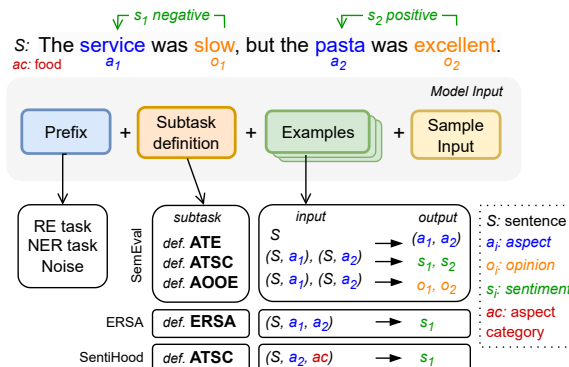 s1 negative s2 positive
S: The service was slow, but the pasta was excellent.
ac: food a1 o1 a2 o2
Model Input
Prefix + Subtask definition + Examples + Sample Input
RE task
NER task
Noise
SemEval
subtask
def. ATE
def. ATSC
def. AOOE
input output
S (a1, a2)
(S, a1), (S, a2) s1, s2
(S, a1), (S, a2) o1, o2
ERSA def. ERSA (S, a1, a2) s1
SentiHood def. ATSC (S, a2, ac) s1
S: sentence
ai: aspect
oi: opinion
si: sentiment
ac: aspect
category